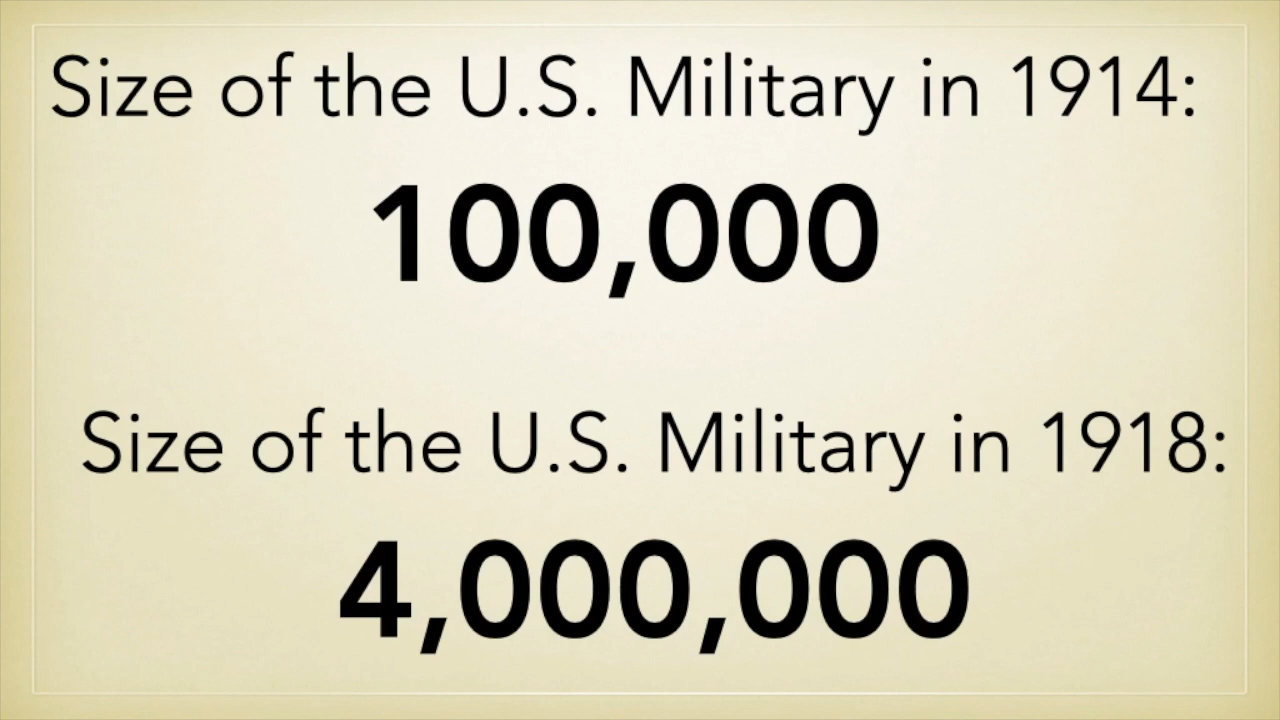 Size of the U.S. Military in 1914:
100,000
Size of the U.S. Military in 1918:
4,000,000